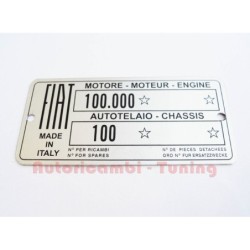 FIAT
MADE
IN
ITALY
MOTORE - MOTEUR - ENGINE
100.000 ☆ ☆
AUTOTELAIO - CHASSIS
100 ☆ ☆
N° PER RICAMBI N° DE PIECES DETACHEES
N° FOR SPARES ORD N° FUR ERSATZWECKE
Autoricambi - Tuning